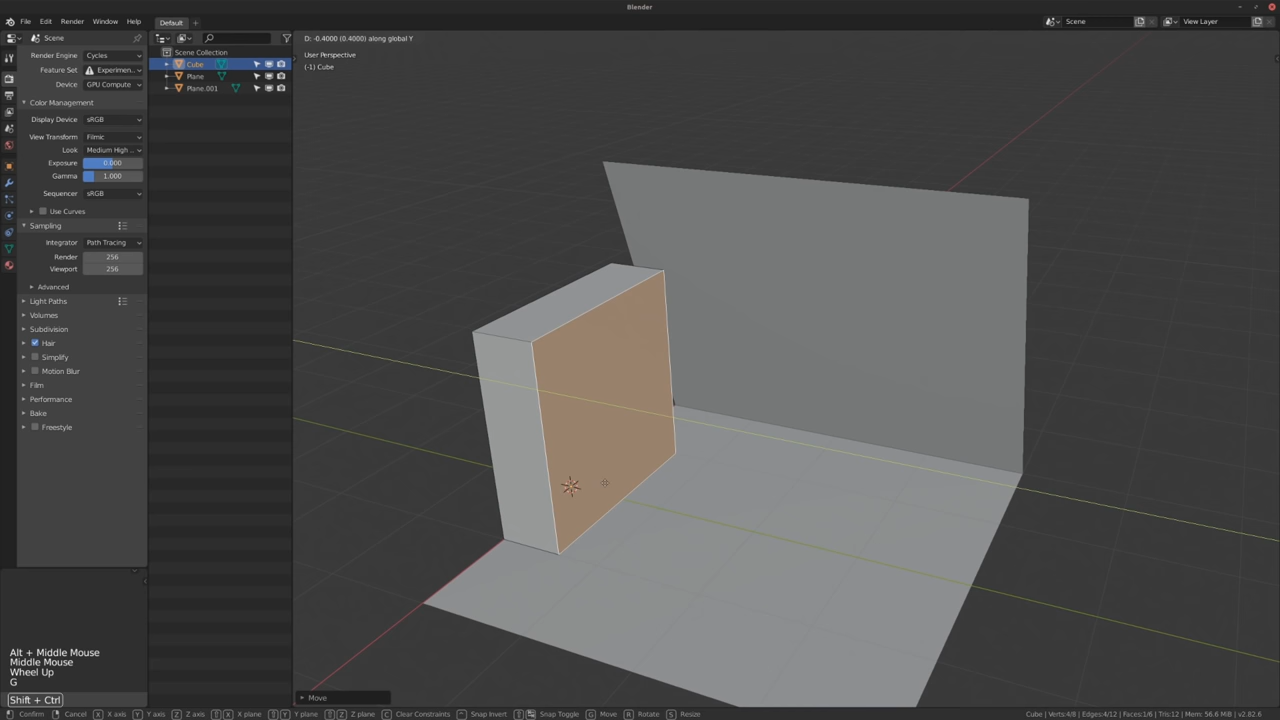 Blender
File Edit Render Window Help
Default +
Scene
View Layer
Scene
Render Engine Cycles
Feature Set Experimen..
Device GPU Compute
Color Management
Display Device sRGB
View Transform Filmic
Look Medium High ..
Exposure 0.000
Gamma 1.000
Sequencer sRGB
Use Curves
Sampling
Integrator Path Tracing
Render 256
Viewport 256
Advanced
Light Paths
Volumes
Subdivision
Hair
Simplify
Motion Blur
Film
Performance
Bake
Freestyle
Scene Collection
Cube
Plane
Plane.001
D: -0.4000 (0.4000) along global Y
User Perspective
(-1) Cube
Alt + Middle Mouse
Middle Mouse
Wheel Up
G
Shift + Ctrl
Move
Confirm Cancel X X axis Y Y axis Z Z axis X X plane Y Y plane Z Z plane C Clear Constraints Snap Invert Snap Toggle G Move R Rotate S Resize
Cube | Verts:4/8 | Edges:4/12 | Faces:1/6 | Tris:12 | Mem: 56.6 MiB | v2.82.6